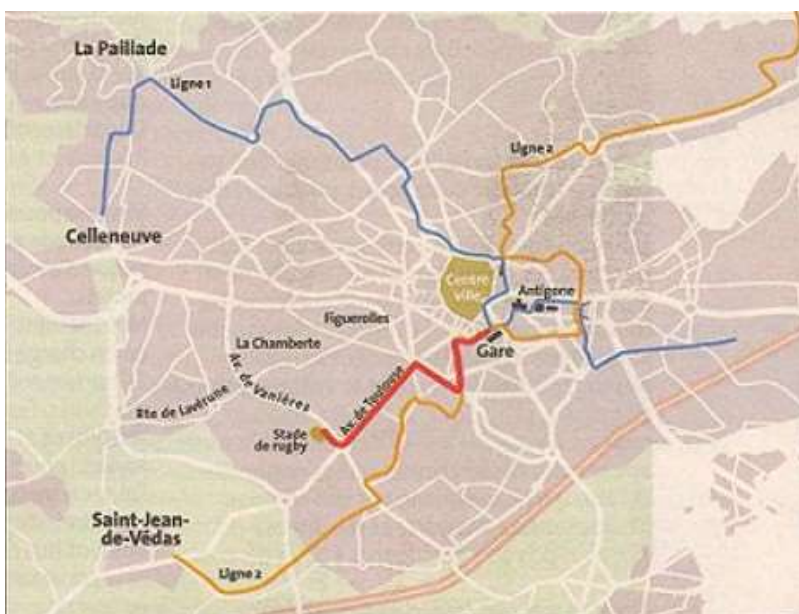 La Paillade
Ligne 1
Ligne 2
Celleneuve
Centre
ville
Antigone
Figuerolles
Gare
La Chamberte
Av. de Vanières
Av. de Toulouse
Rte de Lavérune
Stade
de rugby
Saint-Jean-
de-Védas
Ligne 2